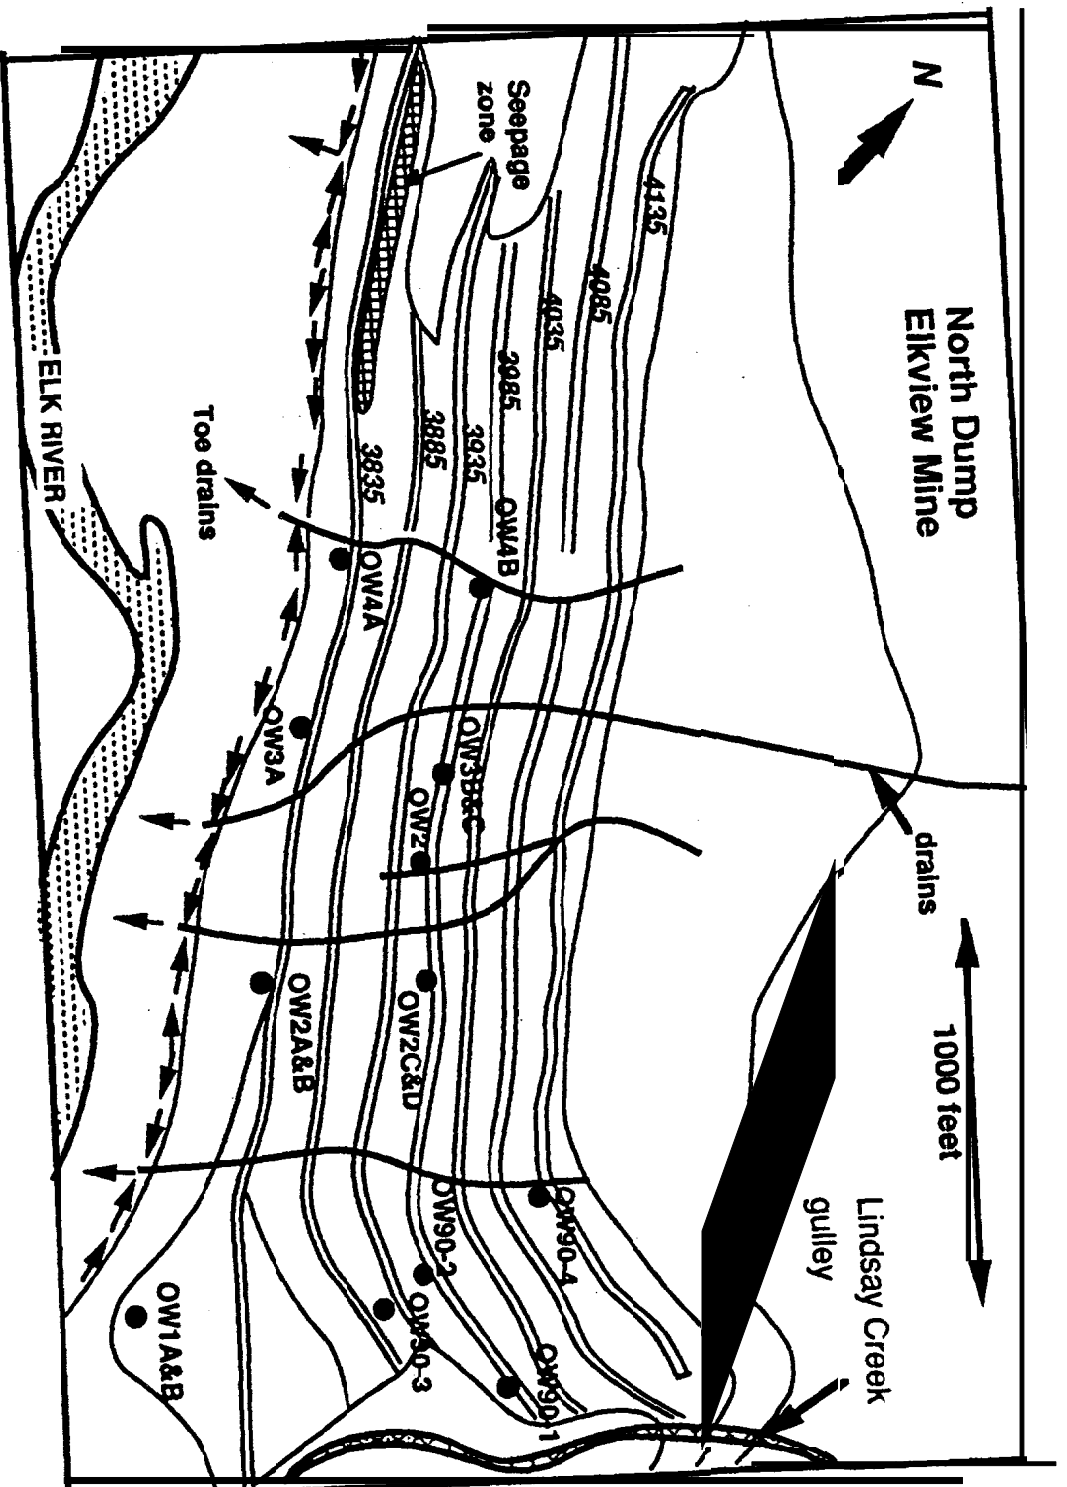 North Dump
Elkview Mine
N
1000 feet
Lindsay Creek
gulley
drains
Seepage
zone
4135
4085
4035
3985
3935
3885
3835
OW4B
OW4A
OW3B&C
OW3A
OW2
OW2C&D
OW2A&B
OW90-4
OW90-2
OW90-3
OW90-1
OW1A&B
Toe drains
ELK RIVER